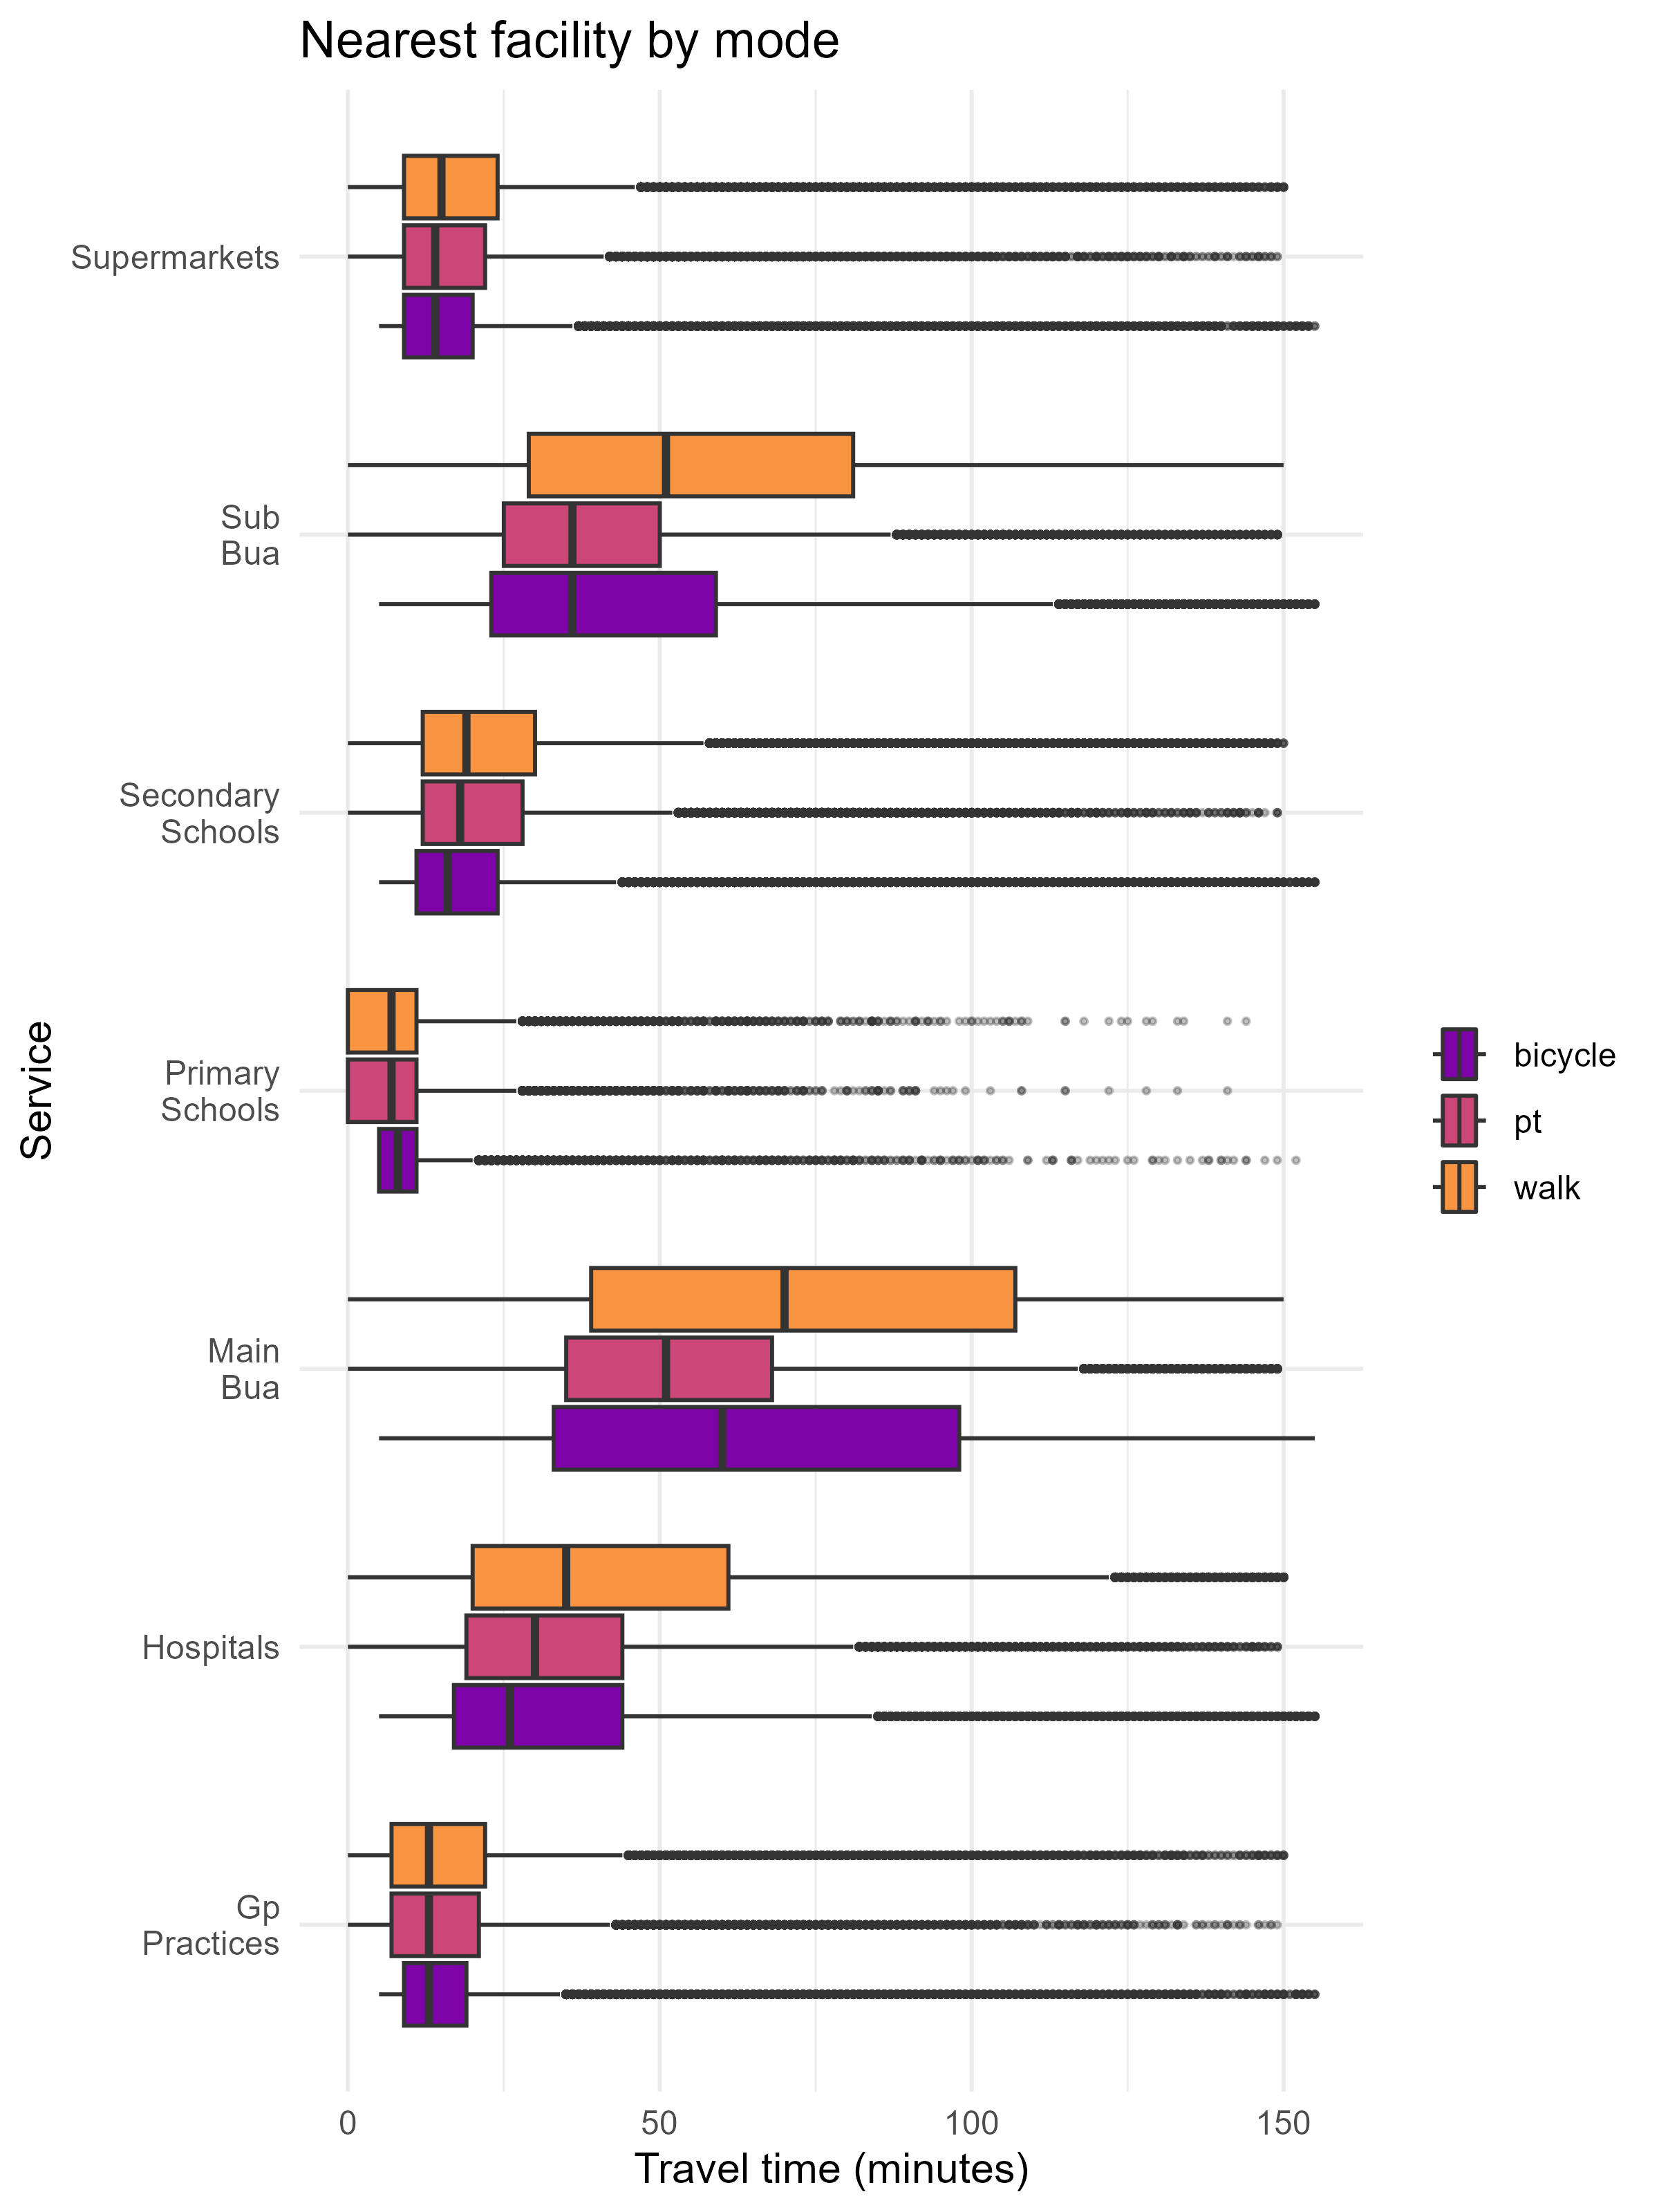 Nearest facility by mode
Supermarkets
Sub
Bua
Secondary
Schools
Primary
Schools
Main
Bua
Hospitals
Gp
Practices
Service
0
50
100
150
Travel time (minutes)
bicycle
pt
walk